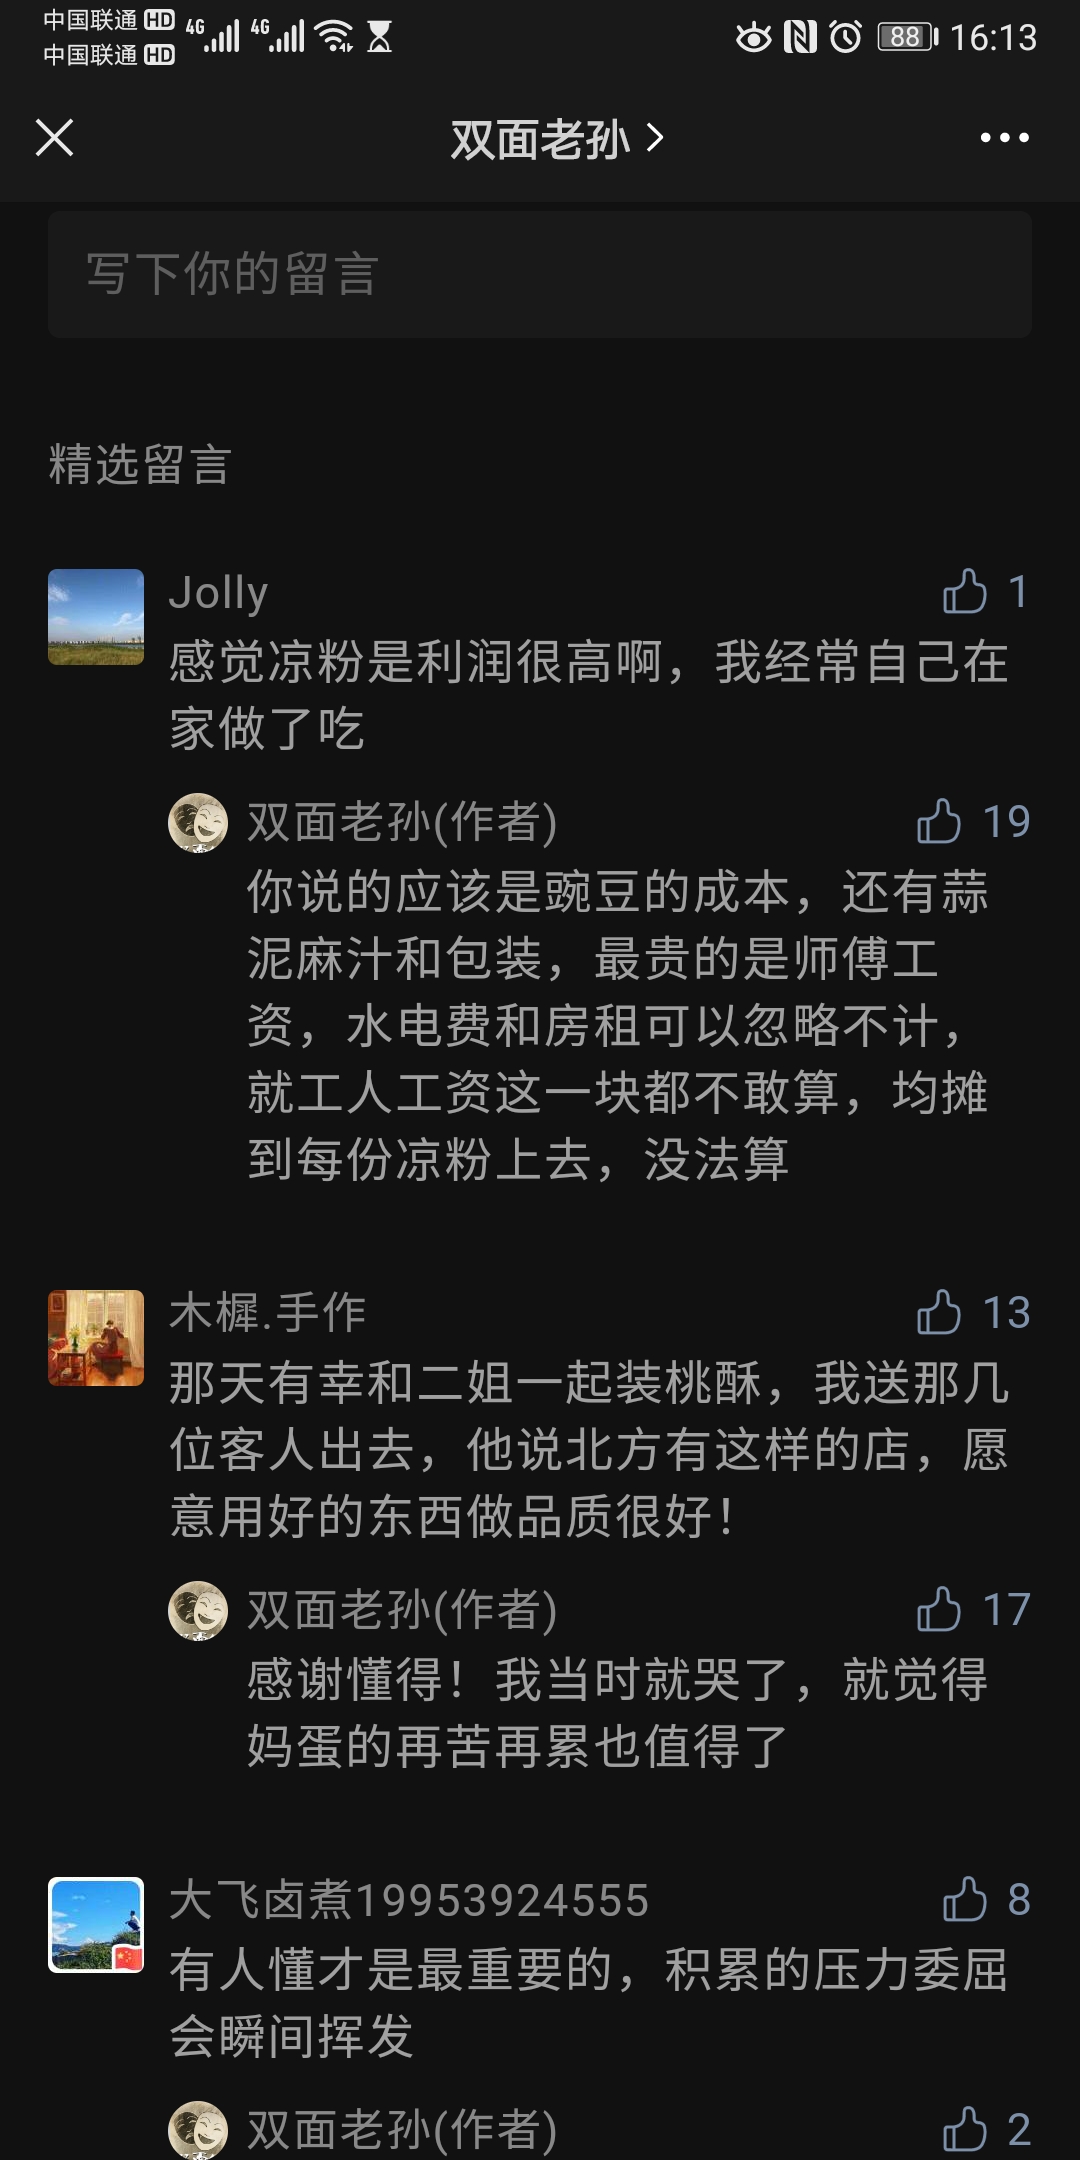 中国联通 HD 4G 4G 88 16:13
中国联通 HD
双面老孙
写下你的留言
精选留言
Jolly 1
感觉凉粉是利润很高啊，我经常自己在
家做了吃
双面老孙(作者) 19
你说的应该是豌豆的成本，还有蒜
泥麻汁和包装，最贵的是师傅工
资，水电费和房租可以忽略不计，
就工人工资这一块都不敢算，均摊
到每份凉粉上去，没法算
木樨.手作 13
那天有幸和二姐一起装桃酥，我送那几
位客人出去，他说北方有这样的店，愿
意用好的东西做品质很好！
双面老孙(作者) 17
感谢懂得！我当时就哭了，就觉得
妈蛋的再苦再累也值得了
大飞卤煮19953924555 8
有人懂才是最重要的，积累的压力委屈
会瞬间挥发
双面老孙(作者) 2